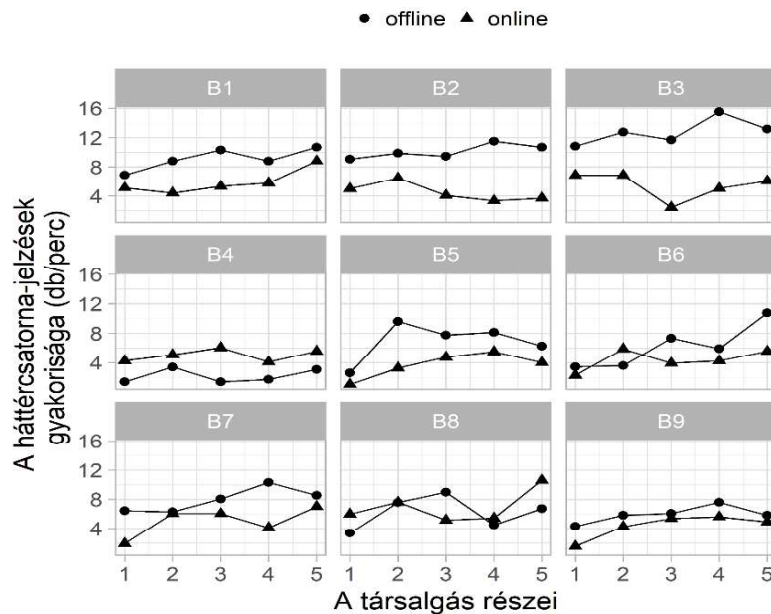 offline online
B1 B2 B3
16
12
8
4
B4 B5 B6
16
12
8
4
B7 B8 B9
16
12
8
4
1 2 3 4 5 1 2 3 4 5 1 2 3 4 5
A háttércsatorna-jelzések
gyakorisága (db/perc)
A társalgás részei